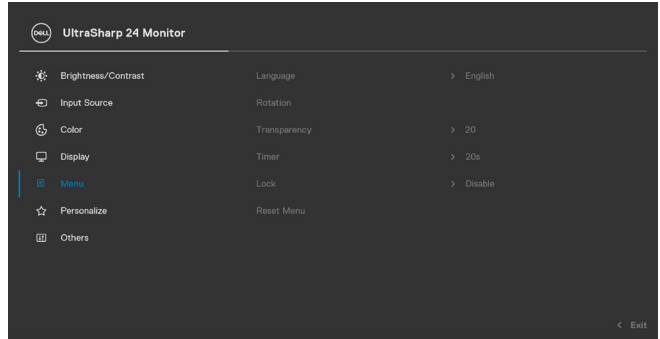 DELL UltraSharp 24 Monitor
Brightness/Contrast Language > English
Input Source Rotation
Color Transparency > 20
Display Timer > 20s
Menu Lock > Disable
Personalize Reset Menu
Others
< Exit